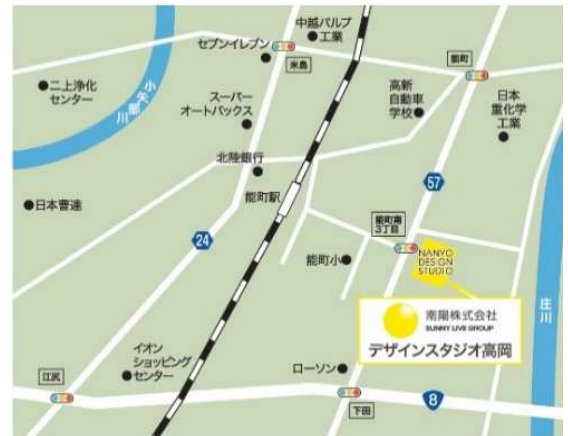 中越パルプ
工業
セブンイレブン
米島
能町
二上浄化
センター
小矢部川
スーパー
オートバックス
高新
自動車
学校
日本
重化学
工業
北陸銀行
能町駅
57
日本曹達
24
能町南
3丁目
能町小
NANYO
DESIGN
STUDIO
庄川
南陽株式会社
SUNNY LIVE GROUP
デザインスタジオ高岡
イオン
ショッピング
センター
江尻
ローソン
下田
8